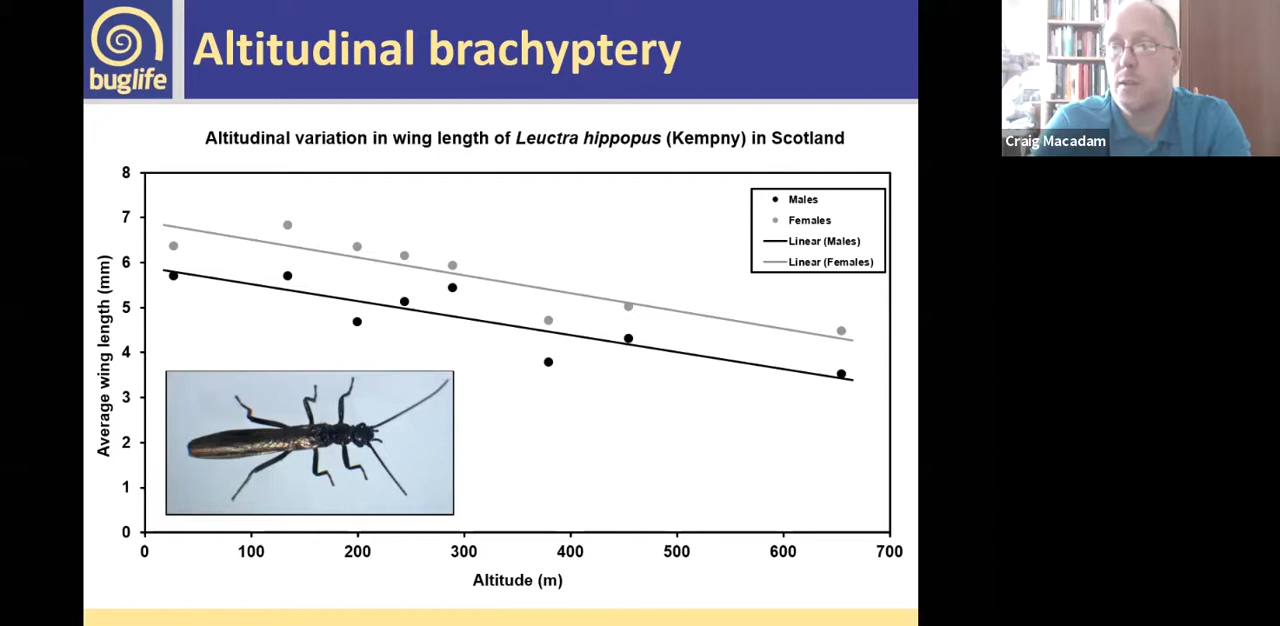 buglife
Altitudinal brachyptery
Craig Macadam
Altitudinal variation in wing length of Leuctra hippopus (Kempny) in Scotland
Average wing length (mm)
8
7
6
5
4
3
2
1
0
Males
Females
Linear (Males)
Linear (Females)
0 100 200 300 400 500 600 700
Altitude (m)